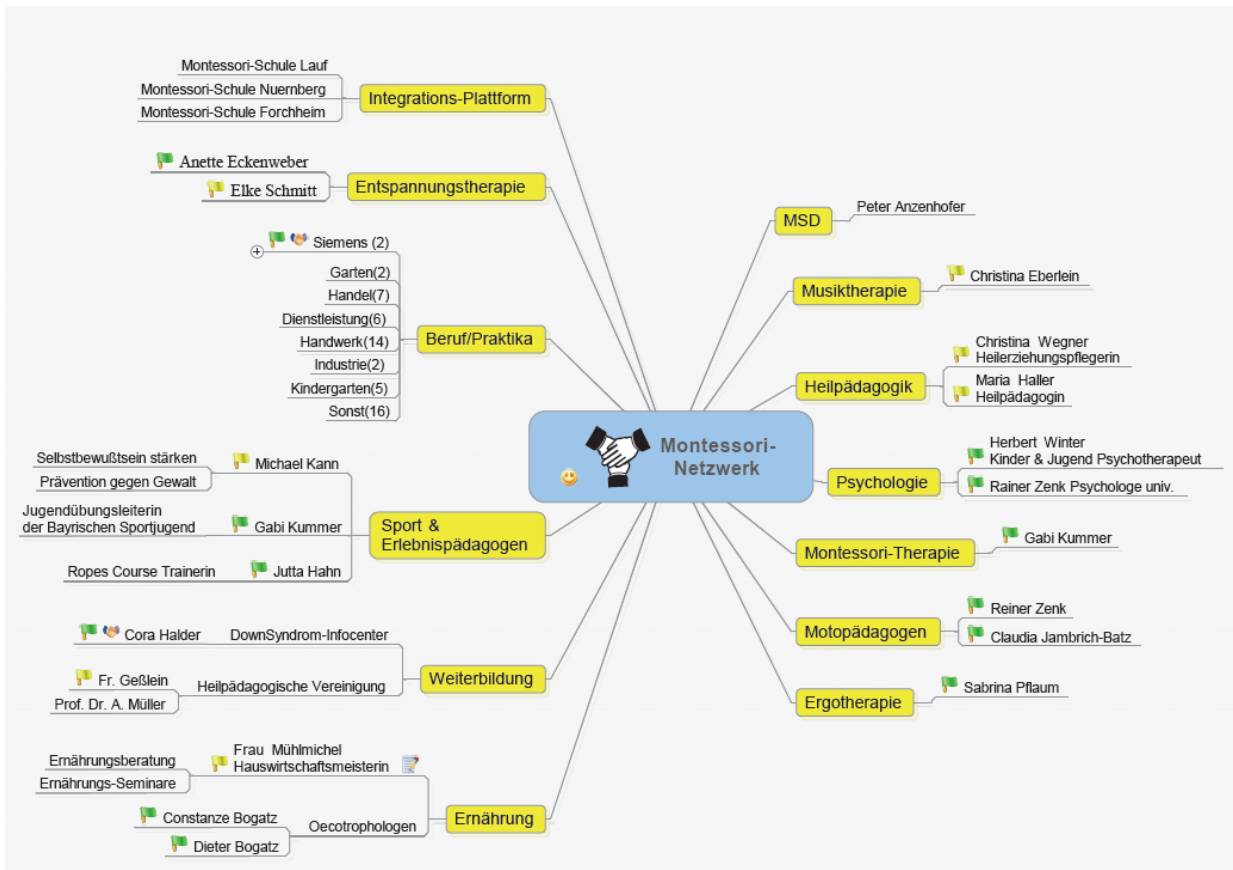 Montessori-Schule Lauf
Montessori-Schule Nuernberg
Montessori-Schule Forchheim
Integrations-Plattform
Anette Eckenweber
Elke Schmitt
Entspannungstherapie
Siemens (2)
Garten(2)
Handel(7)
Dienstleistung(6)
Handwerk(14)
Industrie(2)
Kindergarten(5)
Sonst(16)
Beruf/Praktika
Selbstbewußtsein stärken
Prävention gegen Gewalt
Michael Kann
Jugendübungsleiterin
der Bayrischen Sportjugend
Gabi Kummer
Ropes Course Trainerin
Jutta Hahn
Sport &
Erlebnispädagogen
Cora Halder
DownSyndrom-Infocenter
Fr. Geßlein
Prof. Dr. A. Müller
Heilpädagogische Vereinigung
Weiterbildung
Ernährungsberatung
Ernährungs-Seminare
Frau Mühlmichel
Hauswirtschaftsmeisterin
Constanze Bogatz
Dieter Bogatz
Oecotrophologen
Ernährung
Montessori-
Netzwerk
MSD
Peter Anzenhofer
Musiktherapie
Christina Eberlein
Heilpädagogik
Christina Wegner
Heilerziehungspflegerin
Maria Haller
Heilpädagogin
Psychologie
Herbert Winter
Kinder & Jugend Psychotherapeut
Rainer Zenk Psychologe univ.
Montessori-Therapie
Gabi Kummer
Motopädagogen
Reiner Zenk
Claudia Jambrich-Batz
Ergotherapie
Sabrina Pflaum